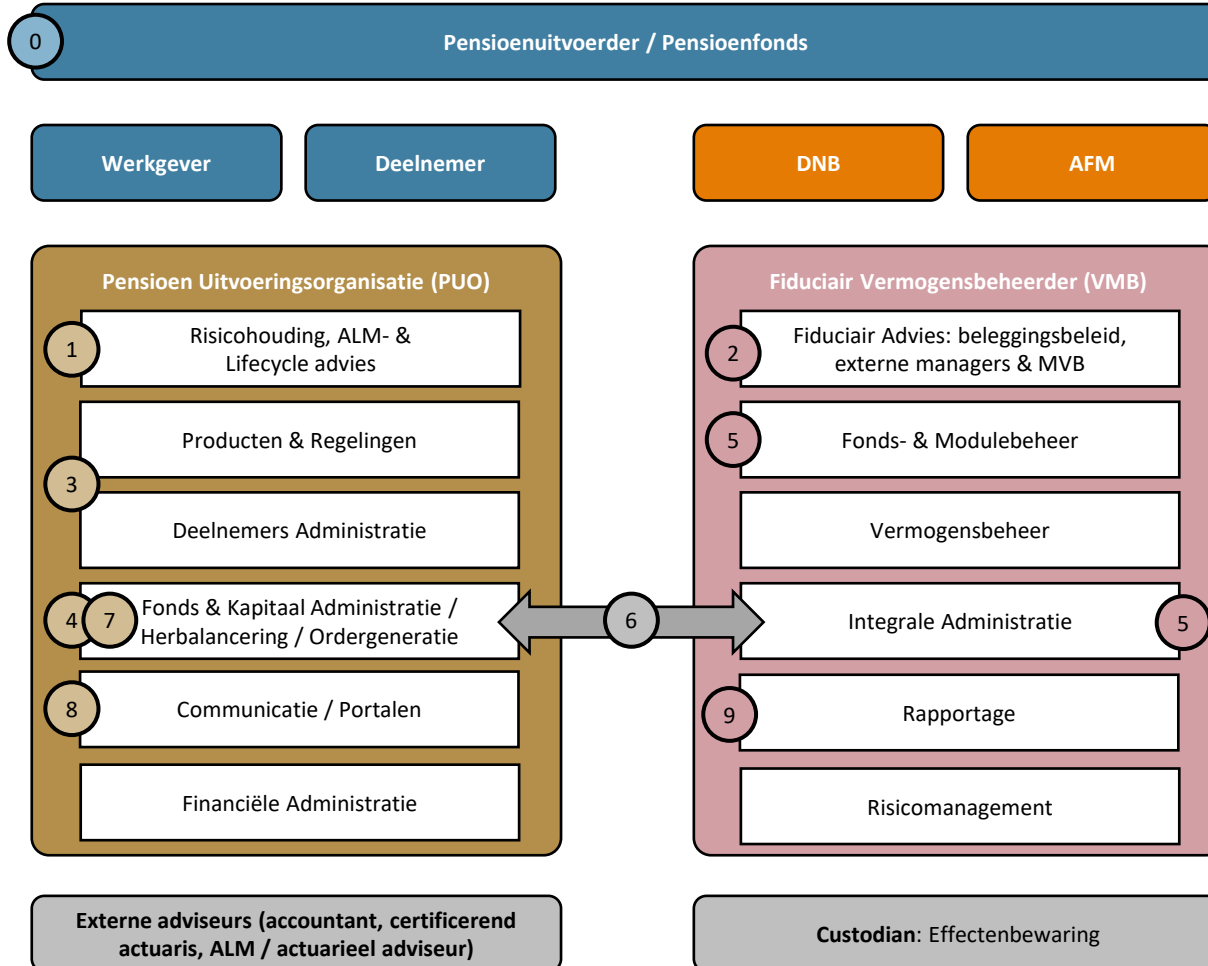 0
Pensioenuitvoerder / Pensioenfonds
Werkgever
Deelnemer
DNB
AFM
Pensioen Uitvoeringsorganisatie (PUO)
1
Risicohouding, ALM- &
Lifecycle advies
Producten & Regelingen
3
Deelnemers Administratie
4
7
Fonds & Kapitaal Administratie /
Herbalancering / Ordergeneratie
6
8
Communicatie / Portalen
Financiële Administratie
Fiduciair Vermogensbeheerder (VMB)
2
Fiduciair Advies: beleggingsbeleid,
externe managers & MVB
5
Fonds- & Modulebeheer
Vermogensbeheer
Integrale Administratie
5
9
Rapportage
Risicomanagement
Externe adviseurs (accountant, certificerend
actuaris, ALM / actuarieel adviseur)
Custodian: Effectenbewaring